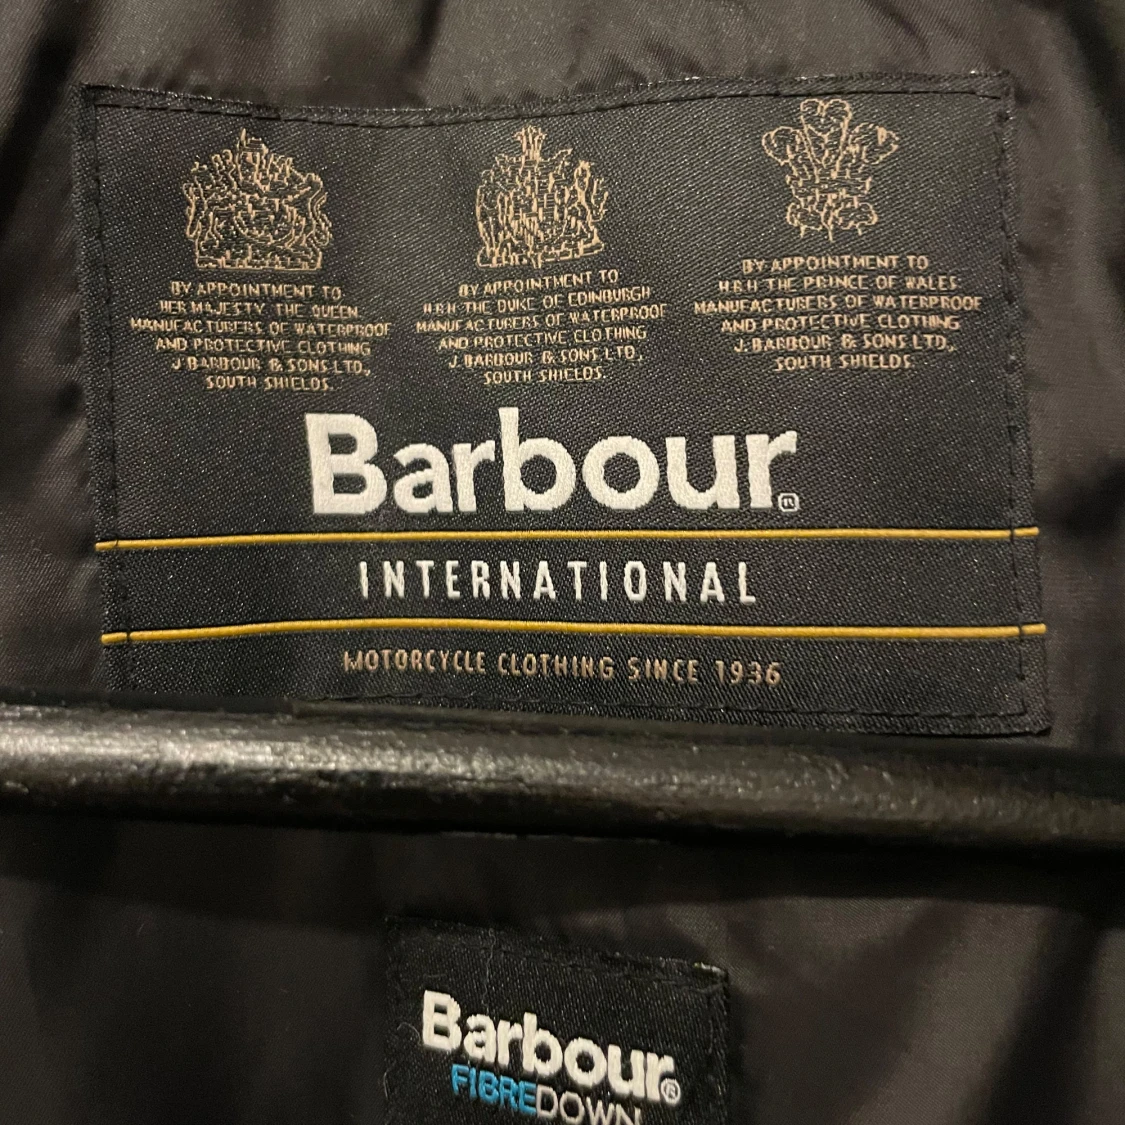 BY APPOINTMENT TO
HER MAJESTY THE QUEEN
MANUFACTURERS OF WATERPROOF
AND PROTECTIVE CLOTHING
J. BARBOUR & SONS LTD.,
SOUTH SHIELDS.
BY APPOINTMENT TO
H.R.H THE DUKE OF EDINBURGH
MANUFACTURERS OF WATERPROOF
AND PROTECTIVE CLOTHING
J. BARBOUR & SONS LTD.,
SOUTH SHIELDS.
BY APPOINTMENT TO
H.R.H THE PRINCE OF WALES
MANUFACTURERS OF WATERPROOF
AND PROTECTIVE CLOTHING
J. BARBOUR & SONS LTD.,
SOUTH SHIELDS.
Barbour®
INTERNATIONAL
MOTORCYCLE CLOTHING SINCE 1936
Barbour®
FIBREDOWN